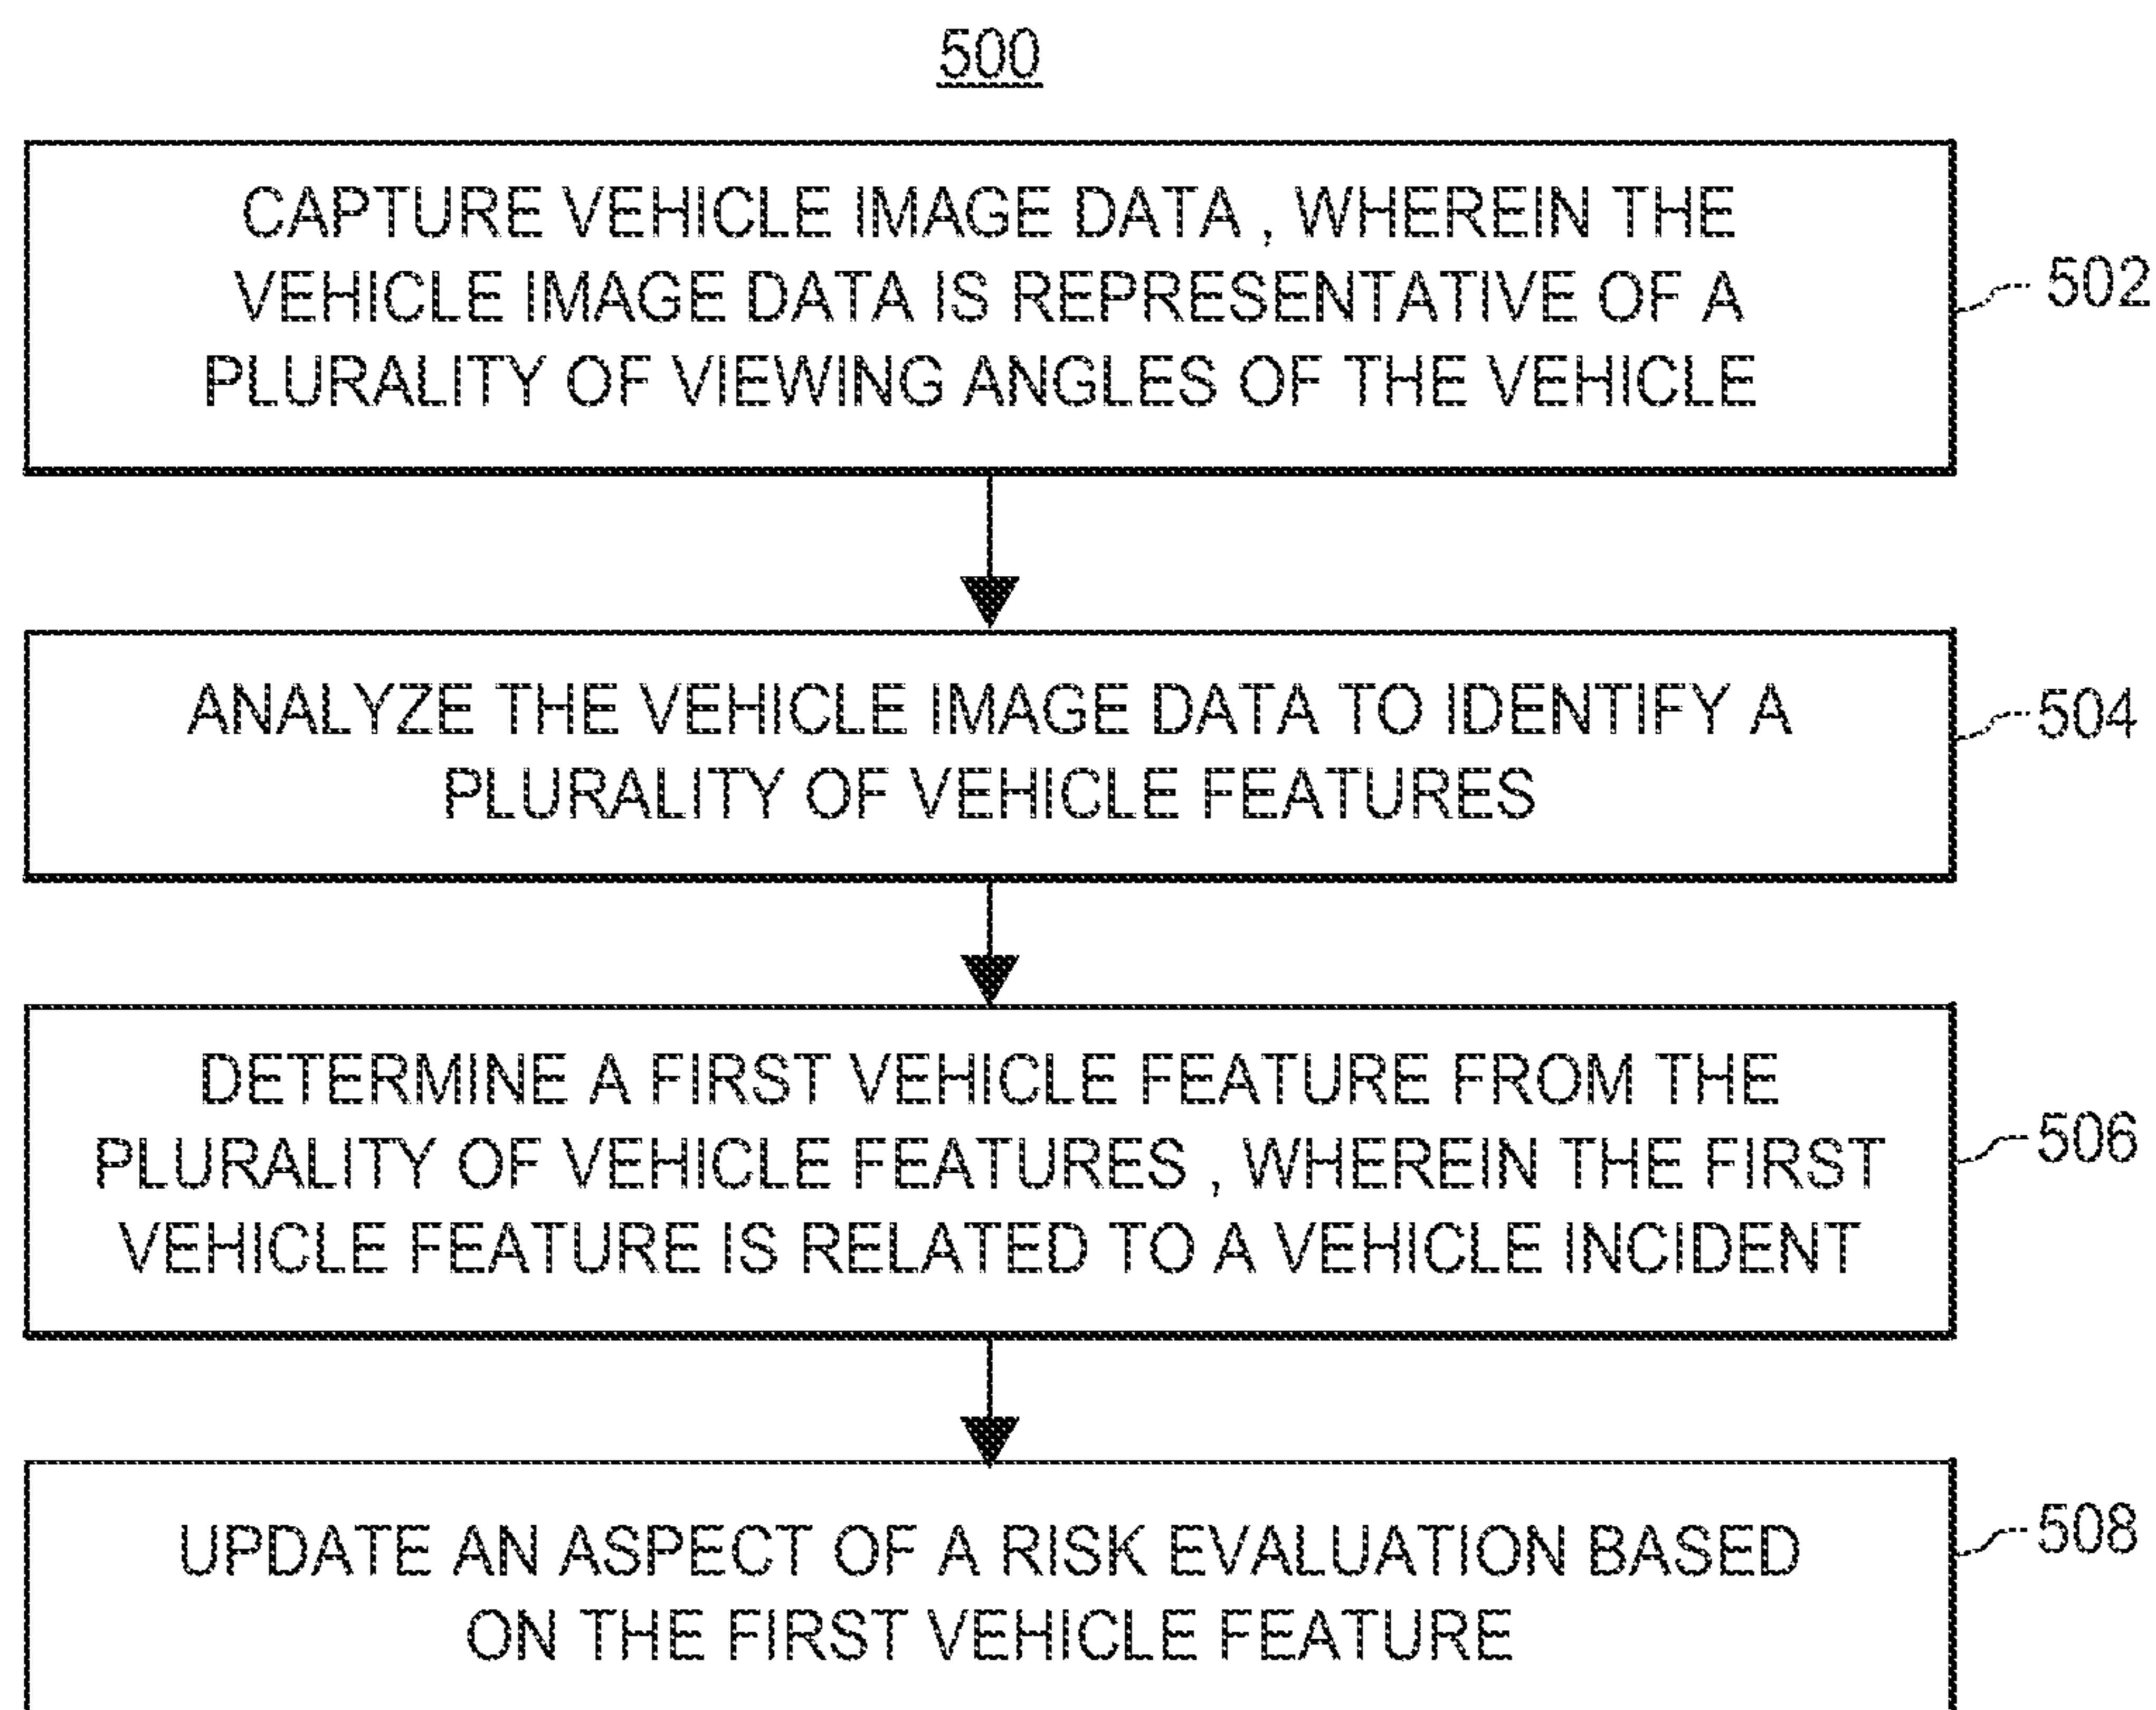 500
CAPTURE VEHICLE IMAGE DATA , WHEREIN THE
VEHICLE IMAGE DATA IS REPRESENTATIVE OF A
PLURALITY OF VIEWING ANGLES OF THE VEHICLE
502
ANALYZE THE VEHICLE IMAGE DATA TO IDENTIFY A
PLURALITY OF VEHICLE FEATURES
504
DETERMINE A FIRST VEHICLE FEATURE FROM THE
PLURALITY OF VEHICLE FEATURES , WHEREIN THE FIRST
VEHICLE FEATURE IS RELATED TO A VEHICLE INCIDENT
506
UPDATE AN ASPECT OF A RISK EVALUATION BASED
ON THE FIRST VEHICLE FEATURE
508